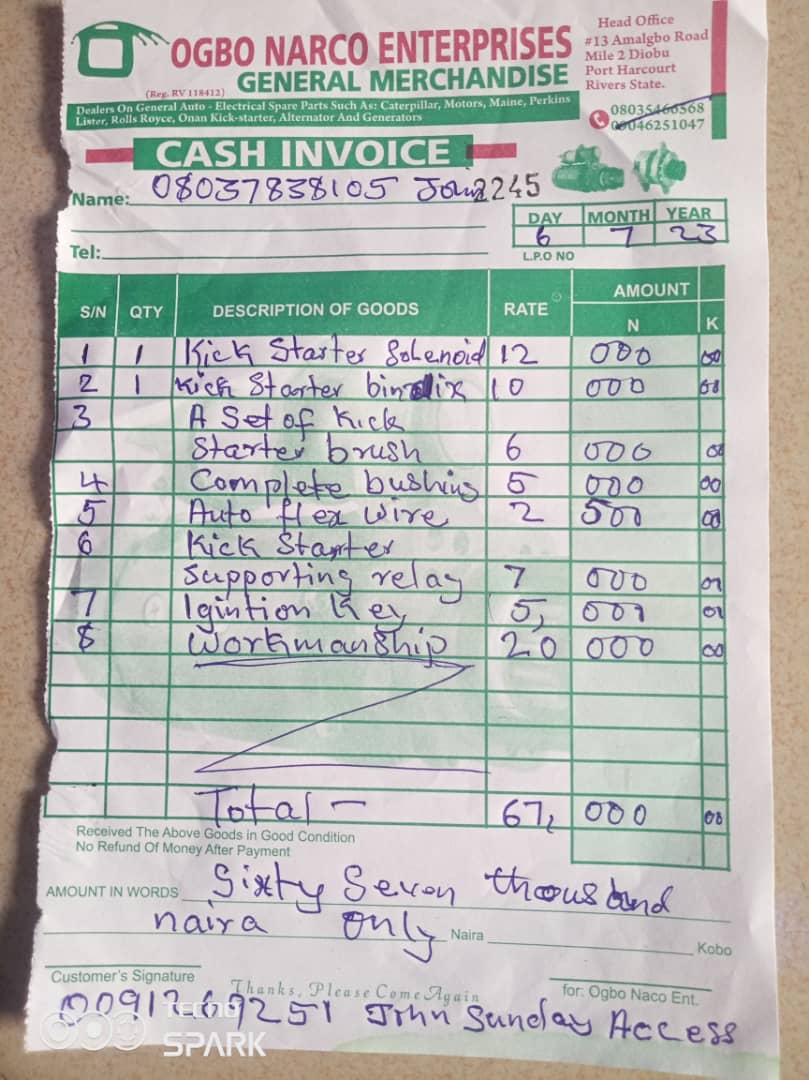 OGBO NARCO ENTERPRISES
(Reg. RV 118412) GENERAL MERCHANDISE
Dealers On General Auto - Electrical Spare Parts Such As: Caterpillar, Motors, Maine, Perkins
Lister, Rolls Royce, Onan Kick-starter, Alternator And Generators
Head Office
#13 Amalgbo Road
Mile 2 Diobu
Port Harcourt
Rivers State.
08035466568
09046251047
CASH INVOICE
Name: 08037838105 2245
DAY MONTH YEAR
6 7 23
Tel:
L.P.O NO
S/N QTY DESCRIPTION OF GOODS RATE AMOUNT
N K
1 1 Kick Starter Solenoid 12 000 00
2 1 Kick Starter bindix 10 000 00
3 A Set of Kick
Starter brush 6 000 00
4 Complete bushing 5 000 00
5 Auto flex wire 2 500 00
6 Kick Starter
Supporting relay 7 000 00
7 Igintion Key 5, 000 00
8 Workmanship 20 000 00
Total - 67, 000 00
Received The Above Goods in Good Condition
No Refund Of Money After Payment
AMOUNT IN WORDS Sixty Seven thousand
naira only Naira Kobo
Customer's Signature
Thanks, Please Come Again
for: Ogbo Naco Ent.
John Sunday Access
TECNO
SPARK